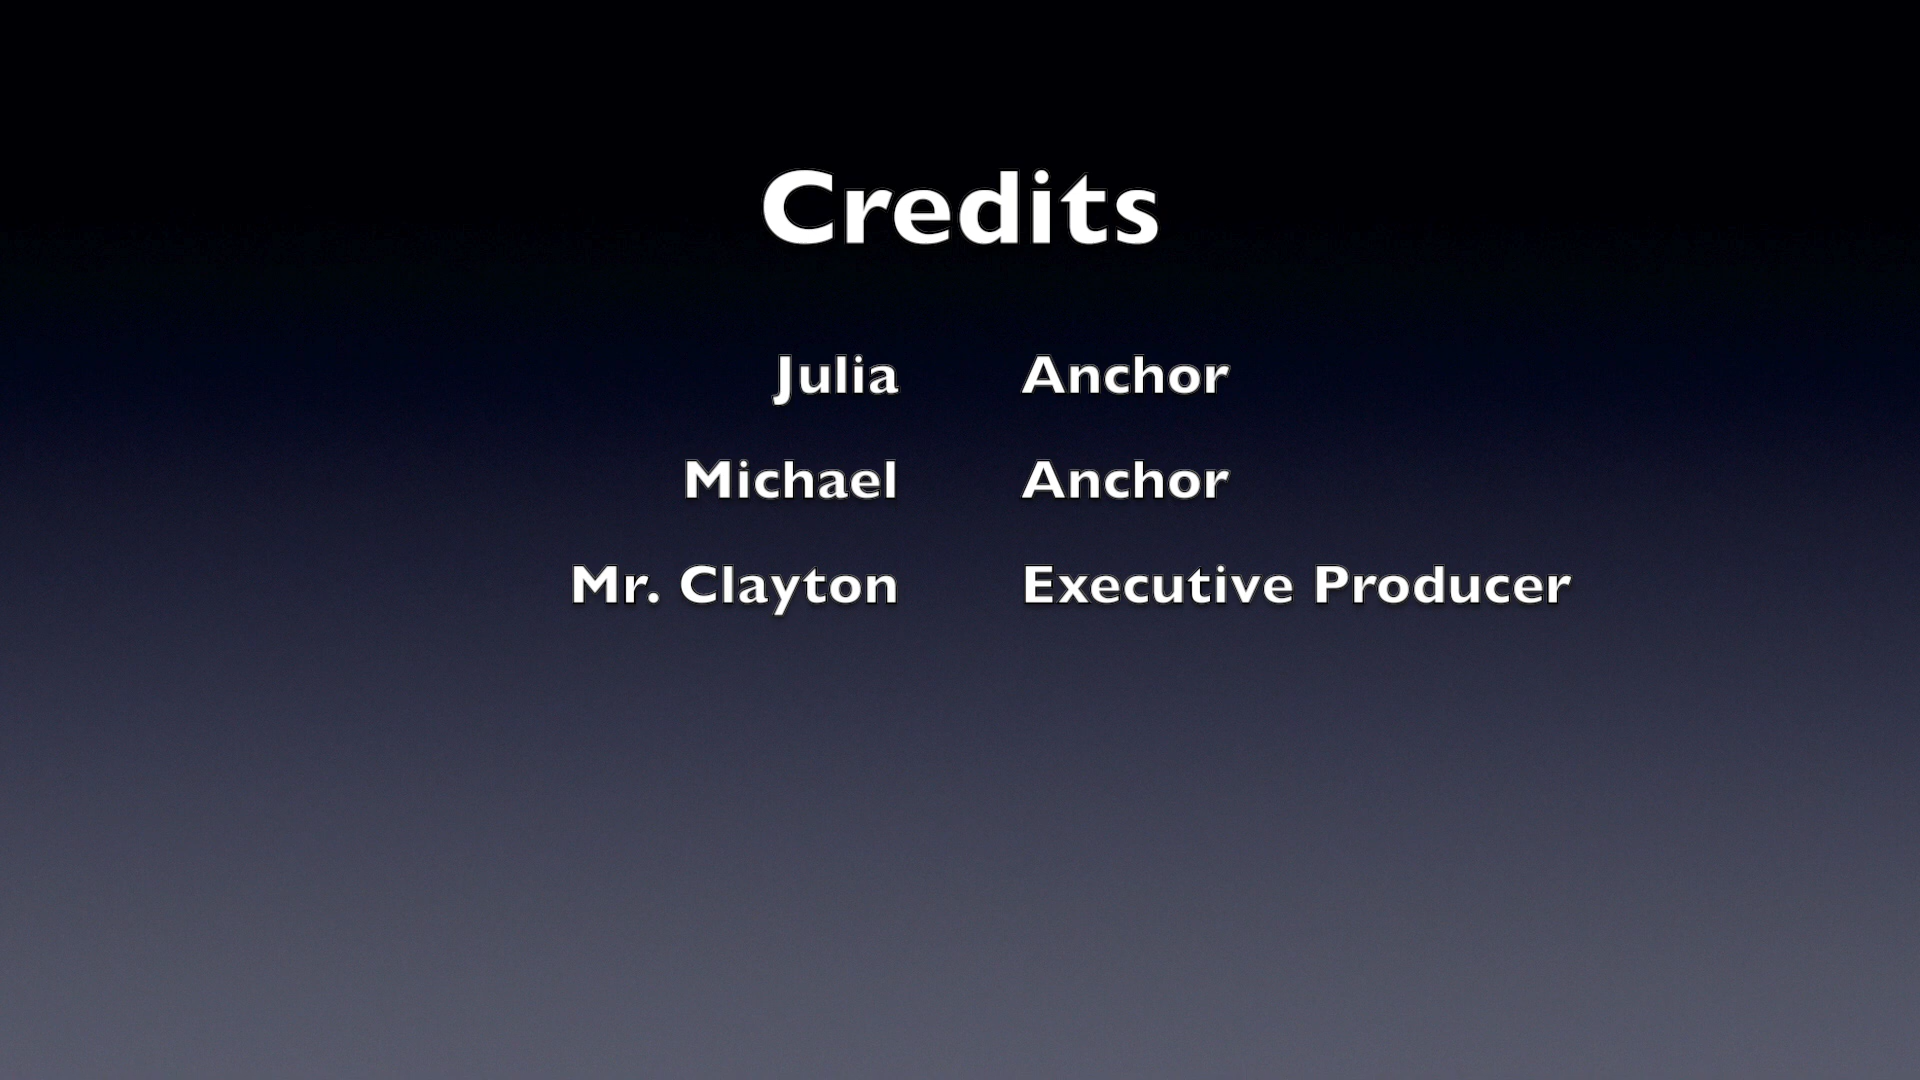 Credits
Julia Anchor
Michael Anchor
Mr. Clayton Executive Producer